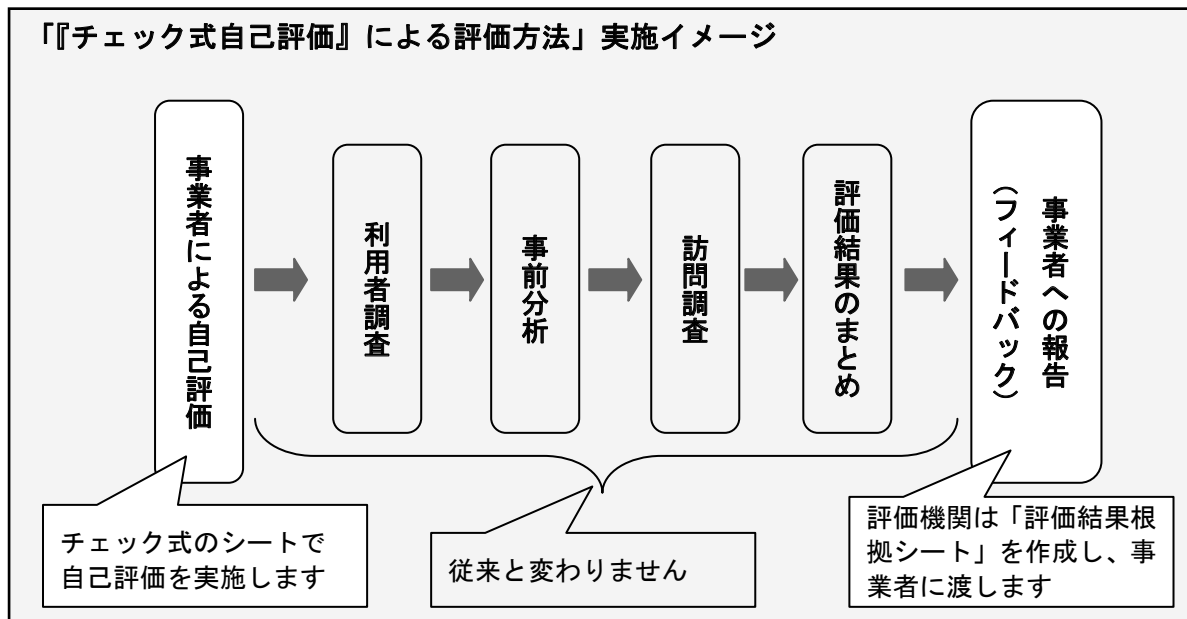 「『チェック式自己評価』による評価方法」実施イメージ
事業者による自己評価
利用者調査
事前分析
訪問調査
評価結果のまとめ
事業者への報告
（フィードバック）
チェック式のシートで
自己評価を実施します
従来と変わりません
評価機関は「評価結果根
拠シート」を作成し、事
業者に渡します